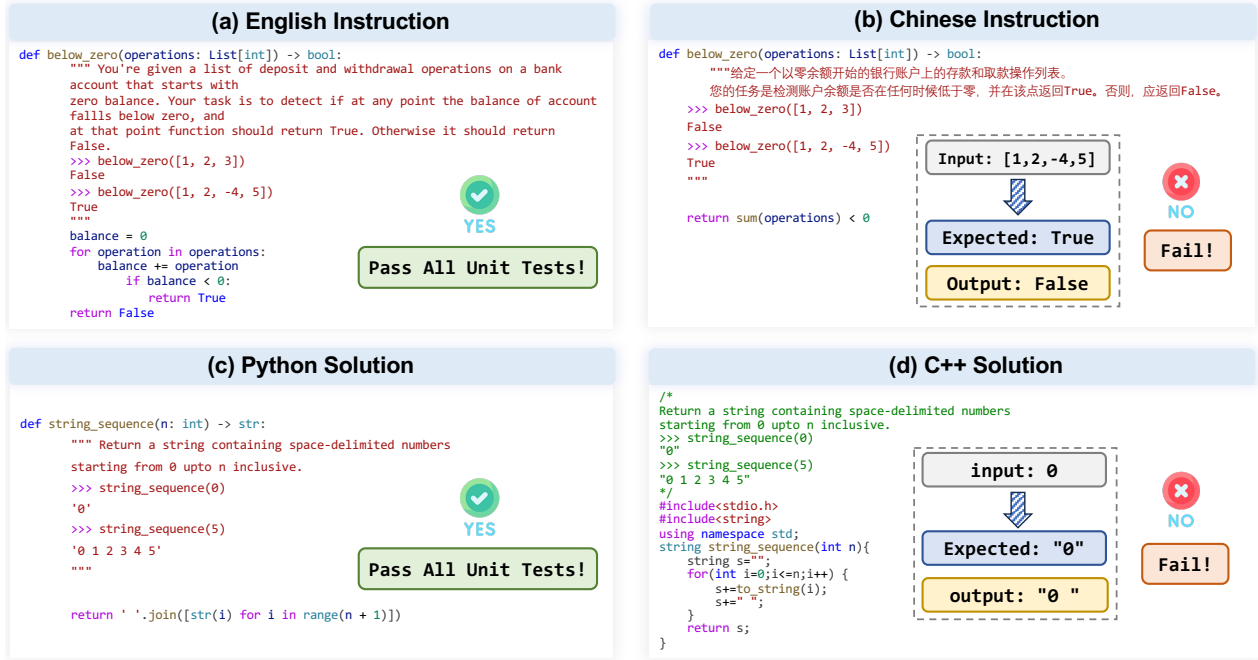 (a) English Instruction
def below_zero(operations: List[int]) -> bool:
""" You're given a list of deposit and withdrawal operations on a bank
account that starts with
zero balance. Your task is to detect if at any point the balance of account
fallls below zero, and
at that point function should return True. Otherwise it should return
False.
>>> below_zero([1, 2, 3])
False
>>> below_zero([1, 2, -4, 5])
True
"""
balance = 0
for operation in operations:
balance += operation
if balance < 0:
return True
return False
YES
Pass All Unit Tests!
(b) Chinese Instruction
def below_zero(operations: List[int]) -> bool:
"""给定一个以零余额开始的银行账户上的存款和取款操作列表。
您的任务是检测账户余额是否在任何时候低于零，并在该点返回True。否则，应返回False。
>>> below_zero([1, 2, 3])
False
>>> below_zero([1, 2, -4, 5])
True
"""
return sum(operations) < 0
Input: [1,2,-4,5]
Expected: True
Output: False
NO
Fail!
(c) Python Solution
def string_sequence(n: int) -> str:
""" Return a string containing space-delimited numbers
starting from 0 upto n inclusive.
>>> string_sequence(0)
'0'
>>> string_sequence(5)
'0 1 2 3 4 5'
"""
return ' '.join([str(i) for i in range(n + 1)])
YES
Pass All Unit Tests!
(d) C++ Solution
/*
Return a string containing space-delimited numbers
starting from 0 upto n inclusive.
>>> string_sequence(0)
"0"
>>> string_sequence(5)
"0 1 2 3 4 5"
*/
#include<stdio.h>
#include<string>
using namespace std;
string string_sequence(int n){
string s="";
for(int i=0;i<=n;i++) {
s+=to_string(i);
s+=" ";
}
return s;
}
input: 0
Expected: "0"
output: "0 "
NO
Fail!